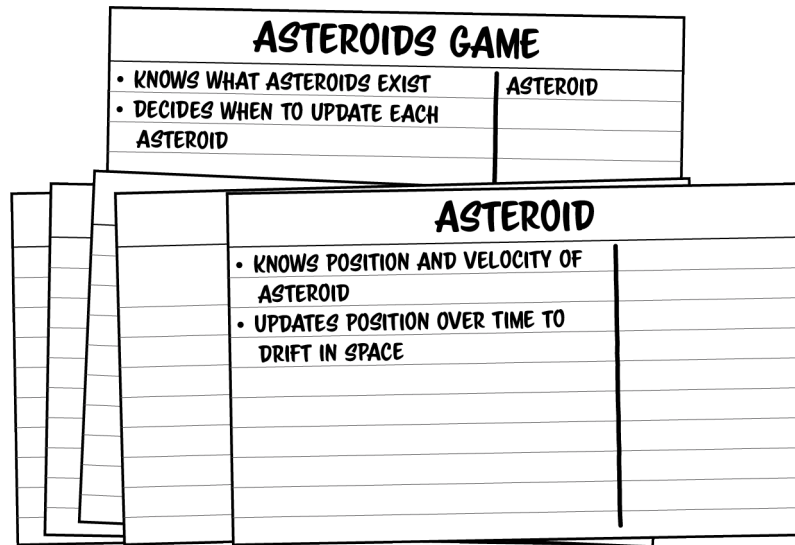 ASTEROIDS GAME
• KNOWS WHAT ASTEROIDS EXIST
• DECIDES WHEN TO UPDATE EACH
ASTEROID
ASTEROID
ASTEROID
• KNOWS POSITION AND VELOCITY OF
ASTEROID
• UPDATES POSITION OVER TIME TO
DRIFT IN SPACE